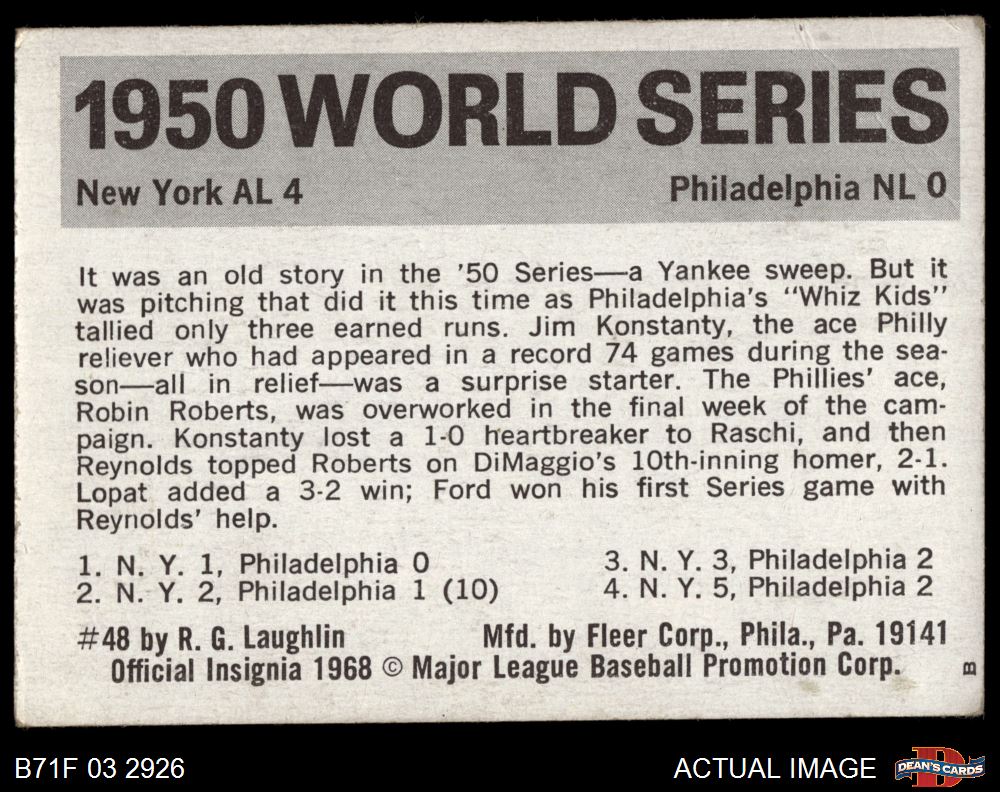 1950 WORLD SERIES
New York AL 4 Philadelphia NL 0
It was an old story in the '50 Series—a Yankee sweep. But it
was pitching that did it this time as Philadelphia's "Whiz Kids"
tallied only three earned runs. Jim Konstanty, the ace Philly
reliever who had appeared in a record 74 games during the sea-
son—all in relief—was a surprise starter. The Phillies' ace,
Robin Roberts, was overworked in the final week of the cam-
paign. Konstanty lost a 1-0 heartbreaker to Raschi, and then
Reynolds topped Roberts on DiMaggio's 10th-inning homer, 2-1.
Lopat added a 3-2 win; Ford won his first Series game with
Reynolds' help.
1. N. Y. 1, Philadelphia 0 3. N. Y. 3, Philadelphia 2
2. N. Y. 2, Philadelphia 1 (10) 4. N. Y. 5, Philadelphia 2
#48 by R. G. Laughlin Mfd. by Fleer Corp., Phila., Pa. 19141
Official Insignia 1968 © Major League Baseball Promotion Corp. B
B71F 03 2926 ACTUAL IMAGE DEAN'S CARDS